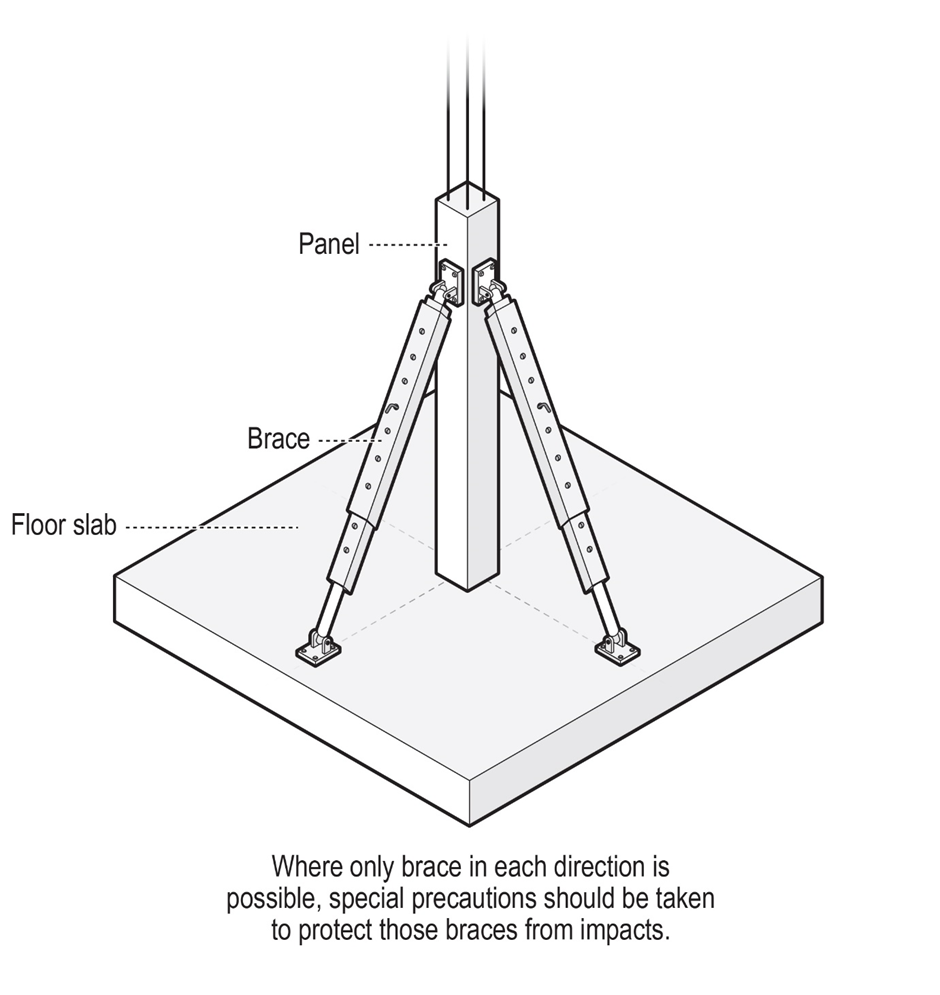 Panel
Brace
Floor slab
Where only brace in each direction is
possible, special precautions should be taken
to protect those braces from impacts.